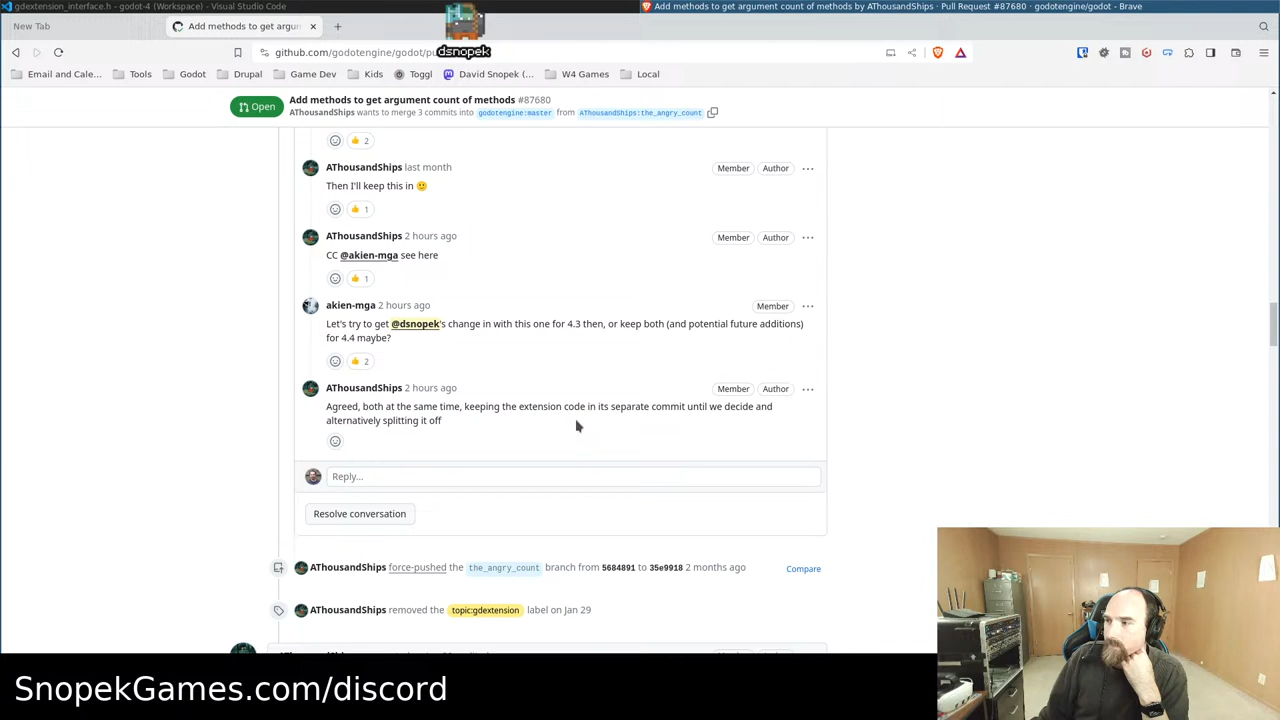 gdextension_interface.h - godot-4 (Workspace) - Visual Studio Code
Add methods to get argument count of methods by AThousandShips · Pull Request #87680 · godotengine/godot - Brave
New Tab
Add methods to get argum
dsnopek
github.com/godotengine/godot/pu
Email and Cale...
Tools
Godot
Drupal
Game Dev
Kids
Toggl
David Snopek (...
W4 Games
Local
Open
Add methods to get argument count of methods #87680
AThousandShips wants to merge 3 commits into godotengine:master from AThousandShips:the_angry_count
2
AThousandShips last month
Member Author
Then I'll keep this in
1
AThousandShips 2 hours ago
Member Author
CC @akien-mga see here
1
akien-mga 2 hours ago
Member
Let's try to get @dsnopek's change in with this one for 4.3 then, or keep both (and potential future additions)
for 4.4 maybe?
2
AThousandShips 2 hours ago
Member Author
Agreed, both at the same time, keeping the extension code in its separate commit until we decide and
alternatively splitting it off
Reply...
Resolve conversation
AThousandShips force-pushed the the_angry_count branch from 5684891 to 35e9918 2 months ago
Compare
AThousandShips removed the topic:gdextension label on Jan 29
SnopekGames.com/discord